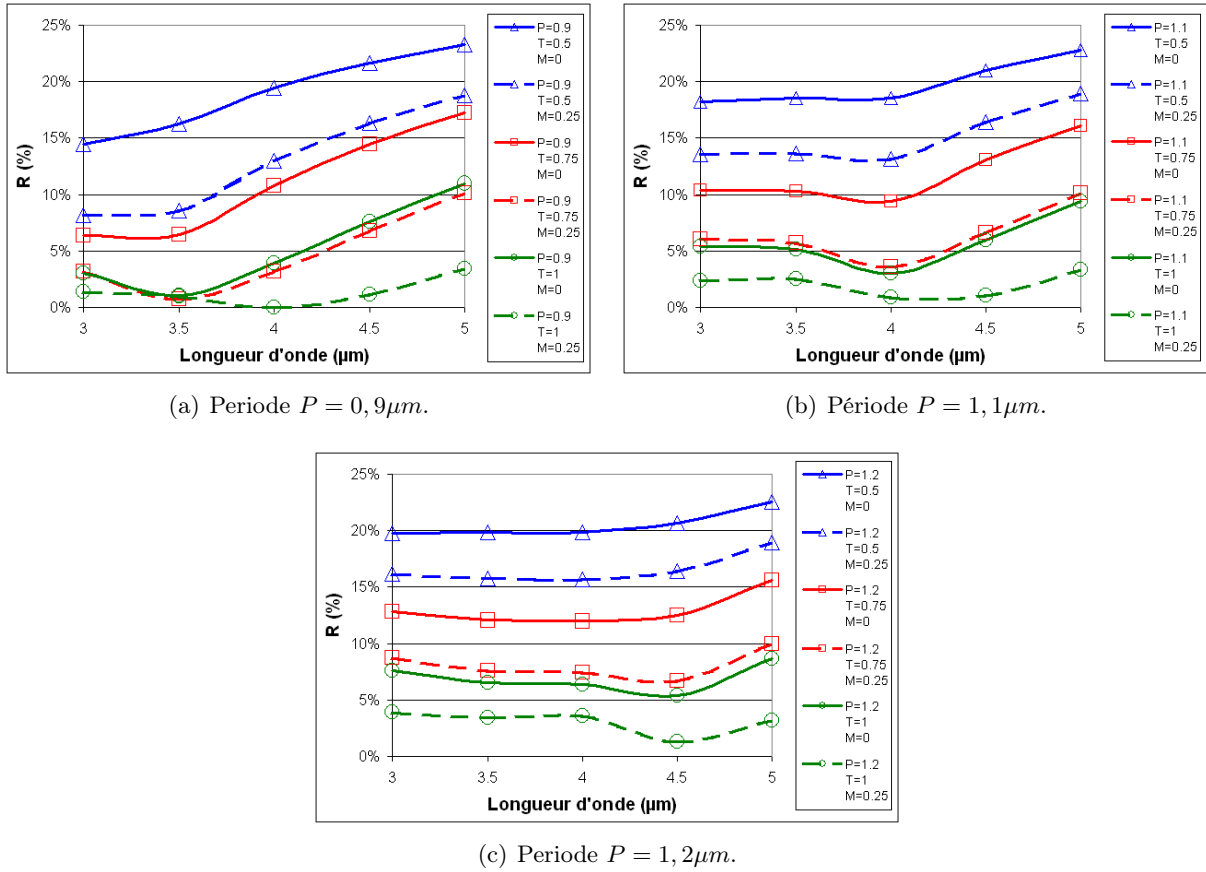 25%
20%
15%
10%
5%
0%
R (%)
3
3.5
4
4.5
5
Longueur d'onde (µm)
P=0.9
T=0.5
M=0
P=0.9
T=0.5
M=0.25
P=0.9
T=0.75
M=0
P=0.9
T=0.75
M=0.25
P=0.9
T=1
M=0
P=0.9
T=1
M=0.25
(a) Periode P = 0, 9µm.
25%
20%
15%
10%
5%
0%
R (%)
3
3.5
4
4.5
5
Longueur d'onde (µm)
P=1.1
T=0.5
M=0
P=1.1
T=0.5
M=0.25
P=1.1
T=0.75
M=0
P=1.1
T=0.75
M=0.25
P=1.1
T=1
M=0
P=1.1
T=1
M=0.25
(b) Période P = 1, 1µm.
25%
20%
15%
10%
5%
0%
R (%)
3
3.5
4
4.5
5
Longueur d'onde (µm)
P=1.2
T=0.5
M=0
P=1.2
T=0.5
M=0.25
P=1.2
T=0.75
M=0
P=1.2
T=0.75
M=0.25
P=1.2
T=1
M=0
P=1.2
T=1
M=0.25
(c) Periode P = 1, 2µm.